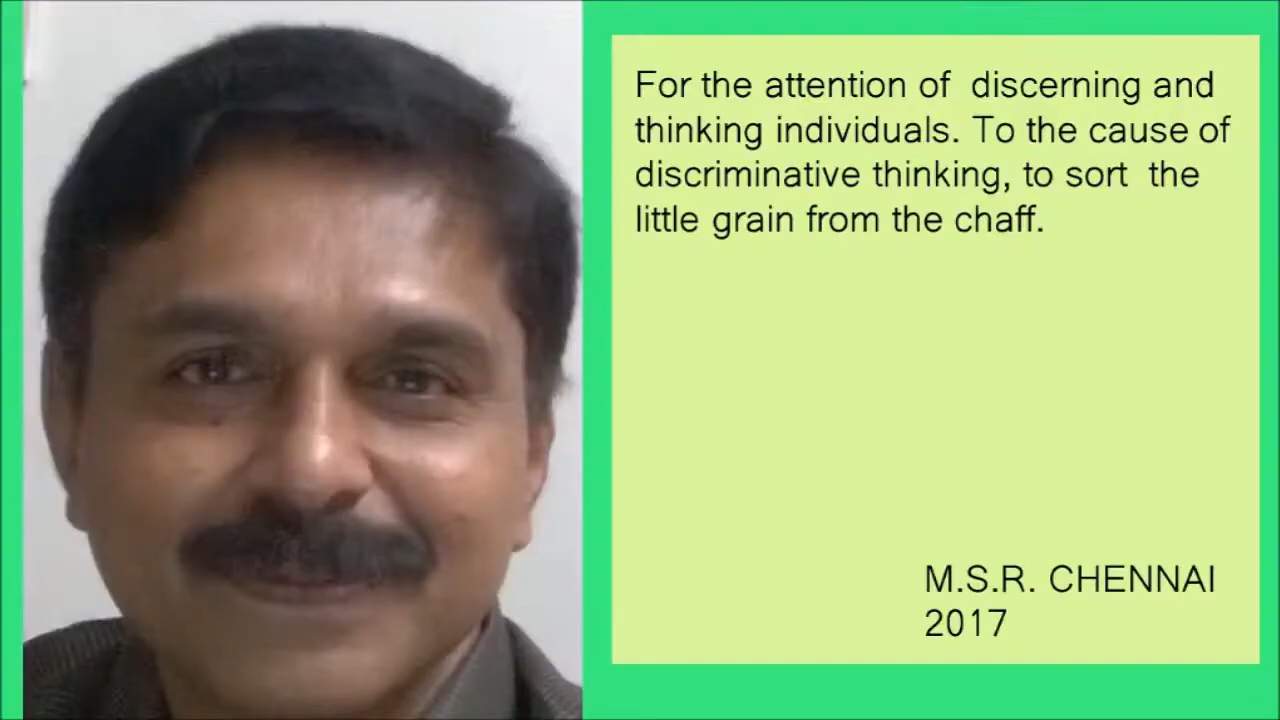 For the attention of discerning and
thinking individuals. To the cause of
discriminative thinking, to sort the
little grain from the chaff.
M.S.R. CHENNAI
2017